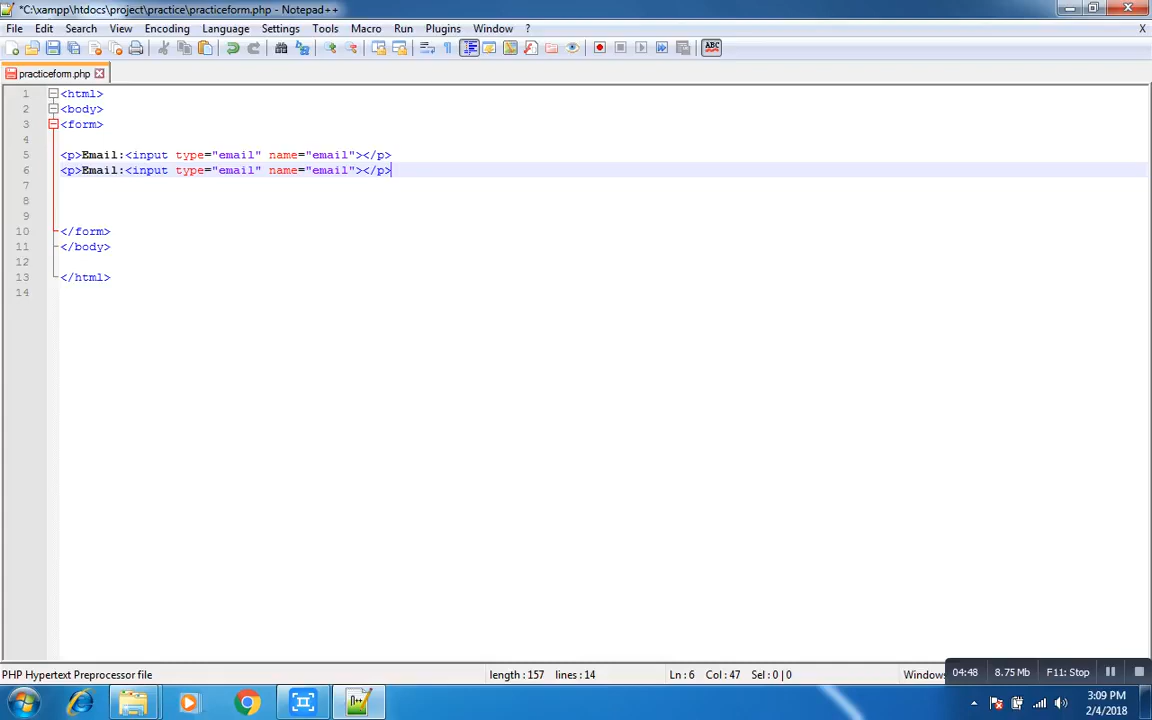 *C:\xampp\htdocs\project\practice\practiceform.php - Notepad++
File Edit Search View Encoding Language Settings Tools Macro Run Plugins Window ? X
ABC
practiceform.php
1 <html>
2 <body>
3 <form>
4
5 <p>Email:<input type="email" name="email"></p>
6 <p>Email:<input type="email" name="email"></p>
7
8
9
10 </form>
11 </body>
12
13 </html>
14
PHP Hypertext Preprocessor file length:157 lines:14 Ln:6 Col:47 Sel:0|0 Windows
04:48 8.75 Mb F11: Stop
3:09 PM
2/4/2018